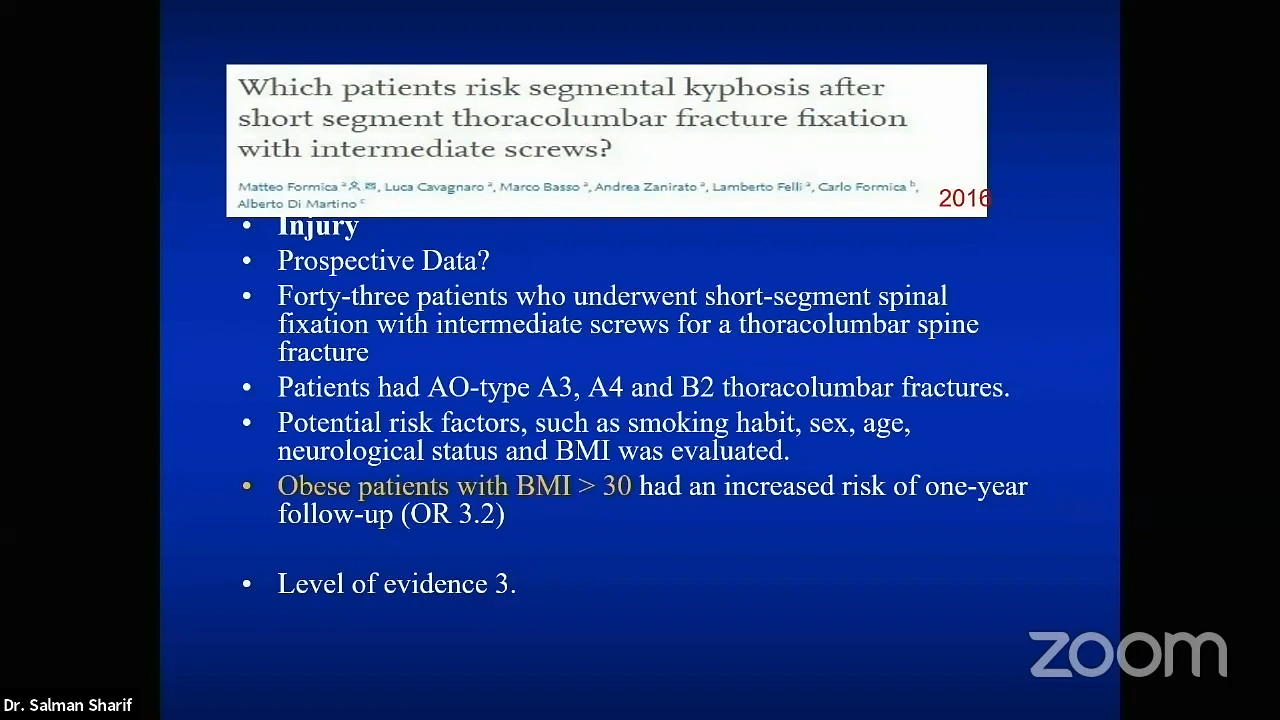 Which patients risk segmental kyphosis after
short segment thoracolumbar fracture fixation
with intermediate screws?
Matteo Formica a, Luca Cavagnaro a, Marco Basso a, Andrea Zanirato a, Lamberto Felli a, Carlo Formica b,
Alberto Di Martino c
2016
• Injury
• Prospective Data?
• Forty-three patients who underwent short-segment spinal
fixation with intermediate screws for a thoracolumbar spine
fracture
• Patients had AO-type A3, A4 and B2 thoracolumbar fractures.
• Potential risk factors, such as smoking habit, sex, age,
neurological status and BMI was evaluated.
• Obese patients with BMI > 30 had an increased risk of one-year
follow-up (OR 3.2)
• Level of evidence 3.
zoom
Dr. Salman Sharif